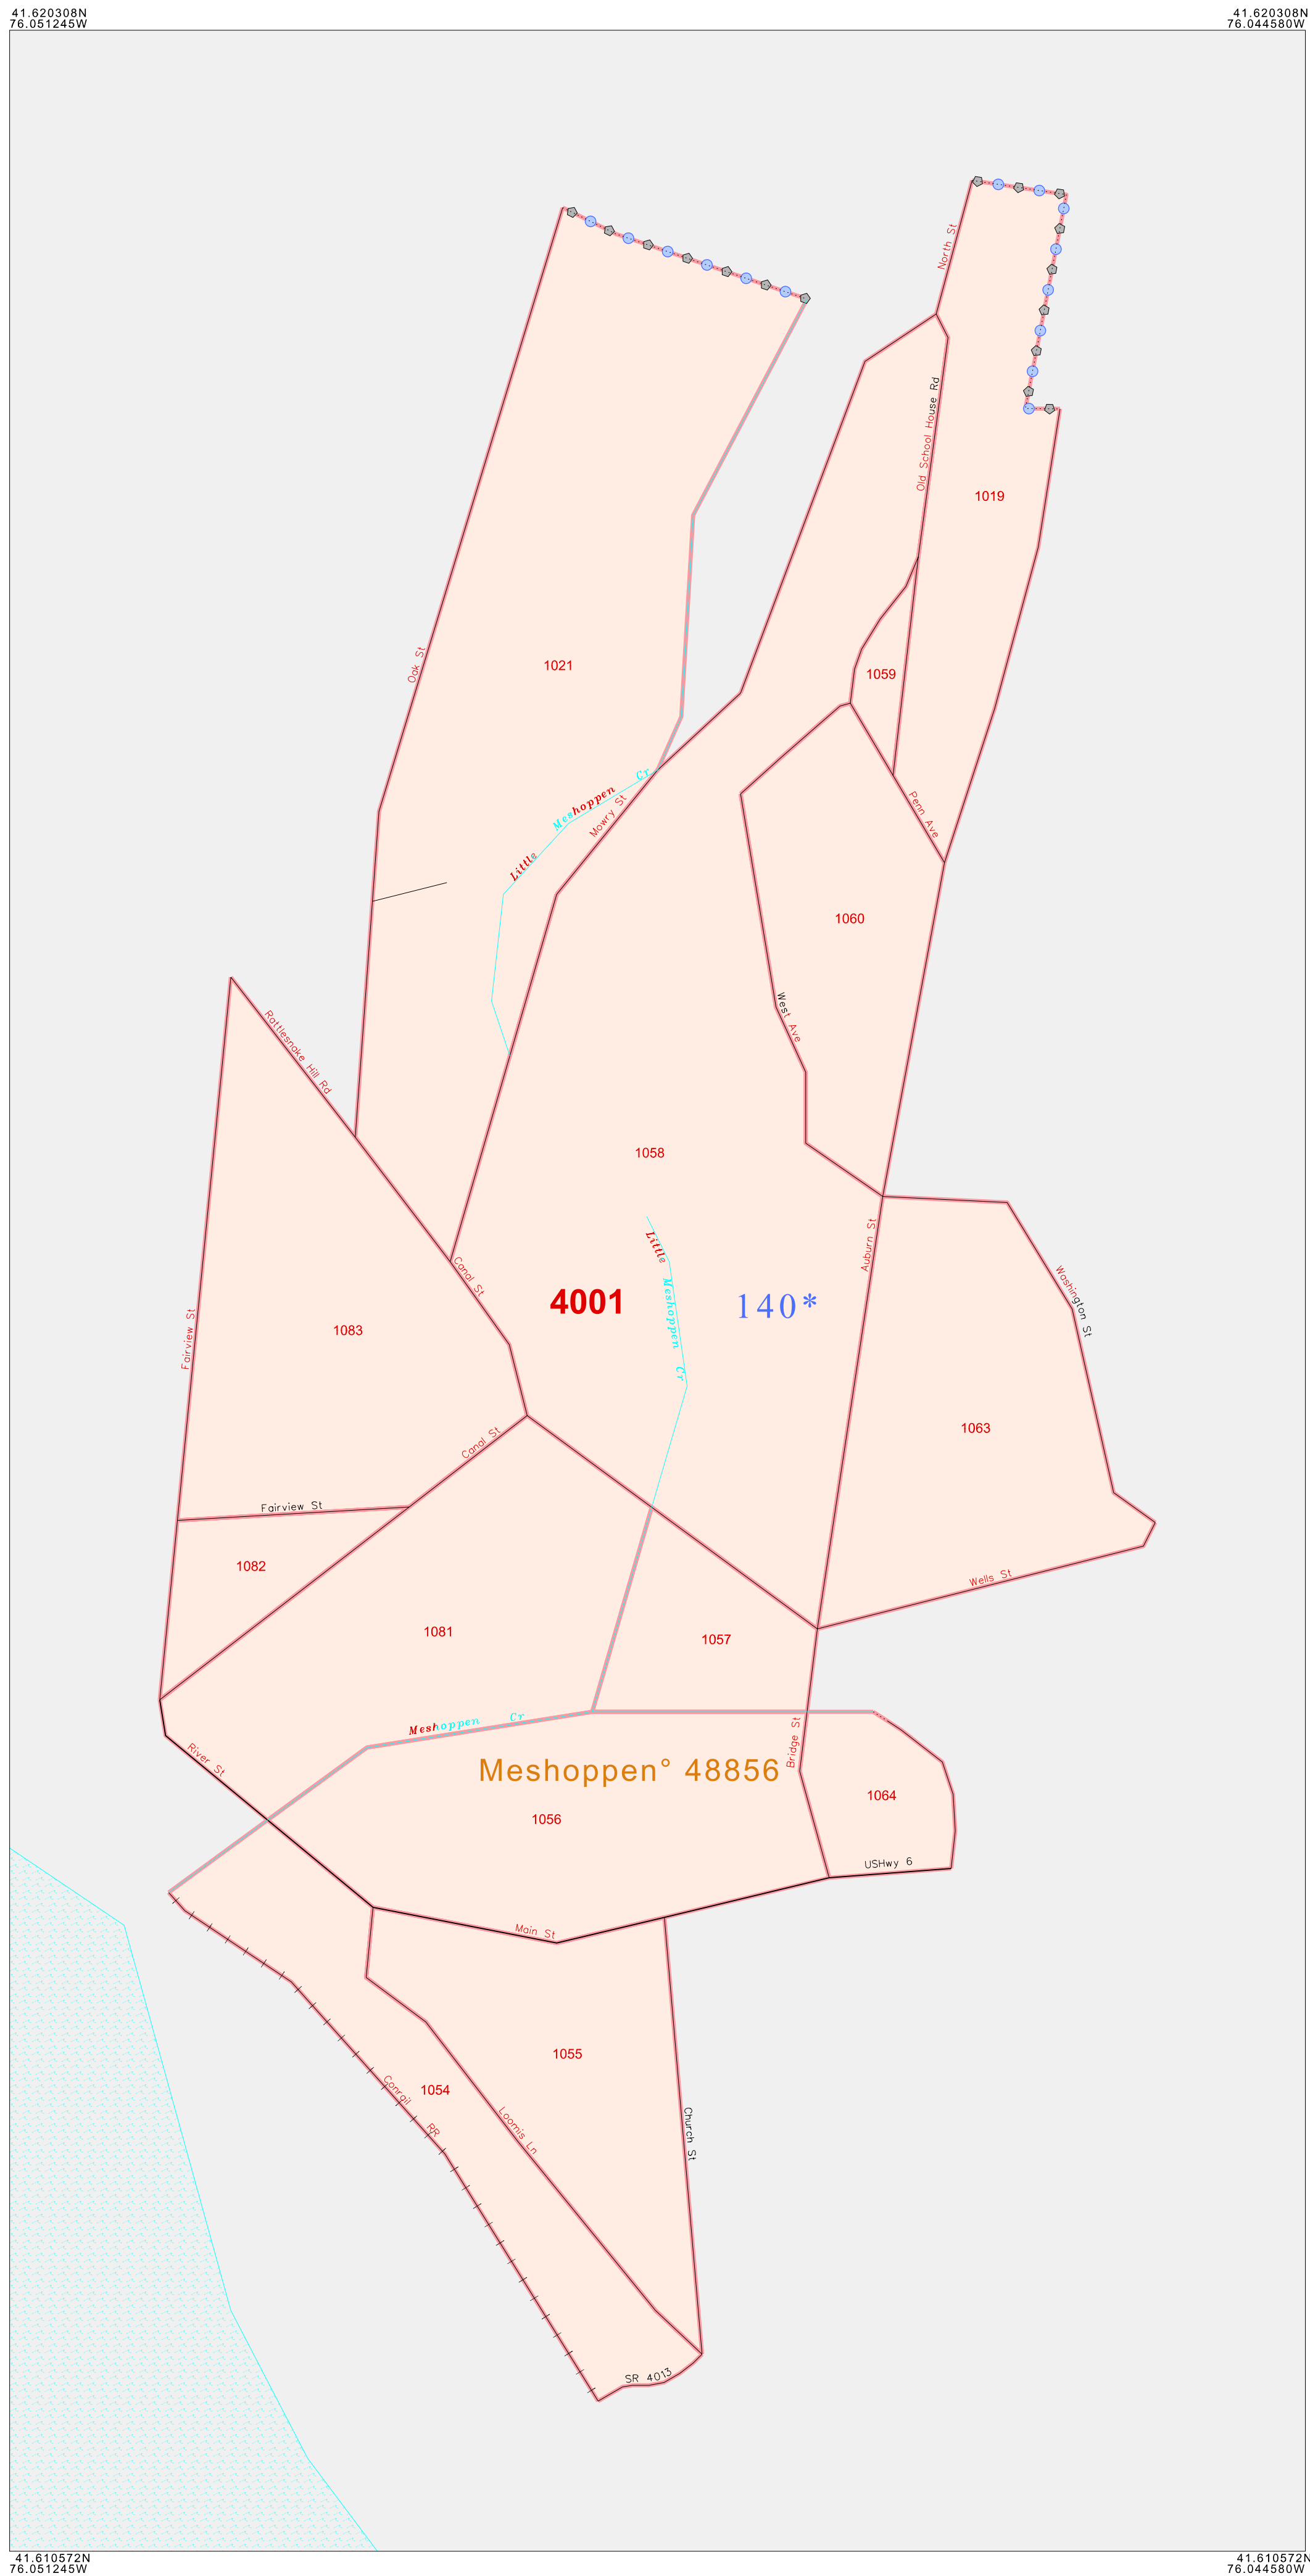 41.620308N
76.051245W
41.620308N
76.044580W
North St
Old School House Rd
1019
Oak St
1021
1059
Little Meshoppen Cr
Mowry St
Penn Ave
1060
West Ave
Rattlesnake Hill Rd
1058
Auburn St
Canal St
Little Meshoppen Cr
Washington St
4001
140*
Fairview St
1083
1063
Canal St
Fairview St
1082
Wells St
1081
1057
Meshoppen Cr
Bridge St
River St
Meshoppen° 48856
1064
1056
USHwy 6
Main St
1055
1054
Conrail RR
Loomis Ln
Church St
SR 4013
41.610572N
76.051245W
41.610572N
76.044580W